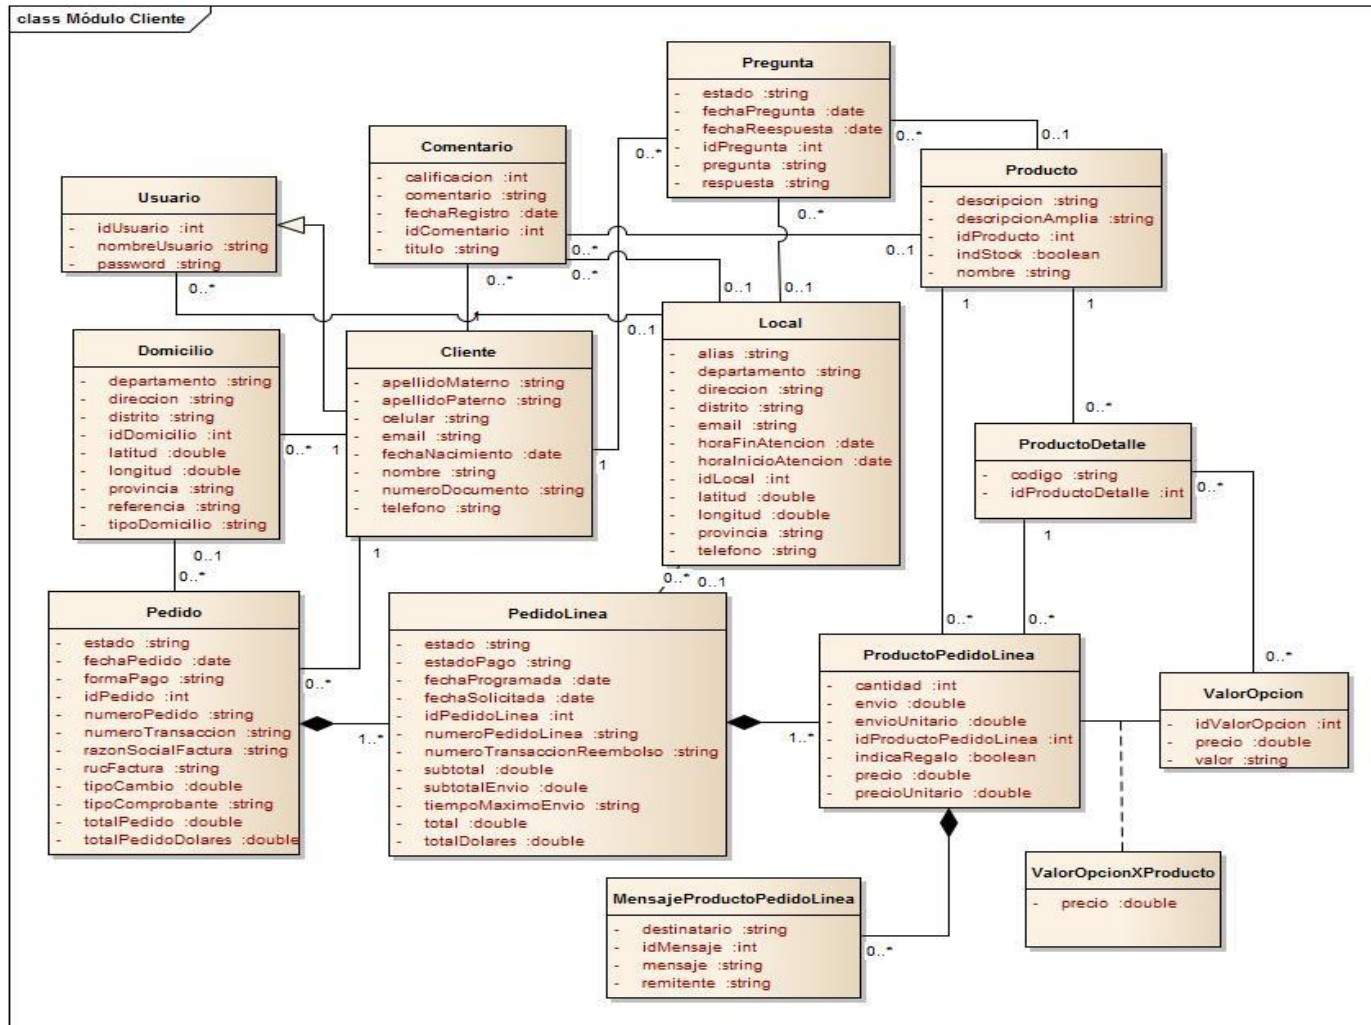 class Módulo Cliente
Pregunta
- estado :string
- fechaPregunta :date
- fechaReespuesta :date
- idPregunta :int
- pregunta :string
- respuesta :string
0..*
0..*
0..1
0..*
Comentario
- calificacion :int
- comentario :string
- fechaRegistro :date
- idComentario :int
- titulo :string
0..*
0..*
0..*
0..1
Producto
- descripcion :string
- descripcionAmplia :string
- idProducto :int
- indStock :boolean
- nombre :string
1
1
Usuario
- idUsuario :int
- nombreUsuario :string
- password :string
0..*
0..1
0..1
0..1
1
Domicilio
- departamento :string
- direccion :string
- distrito :string
- idDomicilio :int
- latitud :double
- longitud :double
- provincia :string
- referencia :string
- tipoDomicilio :string
0..*
1
0..1
0..*
Cliente
- apellidoMaterno :string
- apellidoPaterno :string
- celular :string
- email :string
- fechaNacimiento :date
- nombre :string
- numeroDocumento :string
- telefono :string
1
1
Local
- alias :string
- departamento :string
- direccion :string
- distrito :string
- email :string
- horaFinAtencion :date
- horaInicioAtencion :date
- idLocal :int
- latitud :double
- longitud :double
- provincia :string
- telefono :string
0..*
0..1
0..*
ProductoDetalle
- codigo :string
- idProductoDetalle :int
0..*
1
Pedido
- estado :string
- fechaPedido :date
- formaPago :string
- idPedido :int
- numeroPedido :string
- numeroTransaccion :string
- razonSocialFactura :string
- rucFactura :string
- tipoCambio :double
- tipoComprobante :string
- totalPedido :double
- totalPedidoDolares :double
0..*
1..*
PedidoLinea
- estado :string
- estadoPago :string
- fechaProgramada :date
- fechaSolicitada :date
- idPedidoLinea :int
- numeroPedidoLinea :string
- numeroTransaccionReembolso :string
- subtotal :double
- subtotalEnvio :doule
- tiempoMaximoEnvio :string
- total :double
- totalDolares :double
1..*
0..*
0..*
ProductoPedidoLinea
- cantidad :int
- envio :double
- envioUnitario :double
- idProductoPedidoLinea :int
- indicaRegalo :boolean
- precio :double
- precioUnitario :double
0..*
ValorOpcion
- idValorOpcion :int
- precio :double
- valor :string
ValorOpcionXProducto
- precio :double
MensajeProductoPedidoLinea
- destinatario :string
- idMensaje :int
- mensaje :string
- remitente :string
0..*